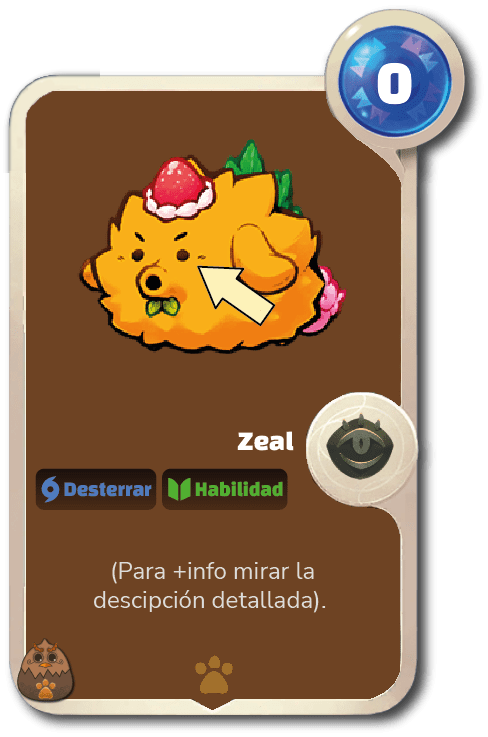 0
Zeal
Desterrar Habilidad
(Para +info mirar la
descipción detallada).